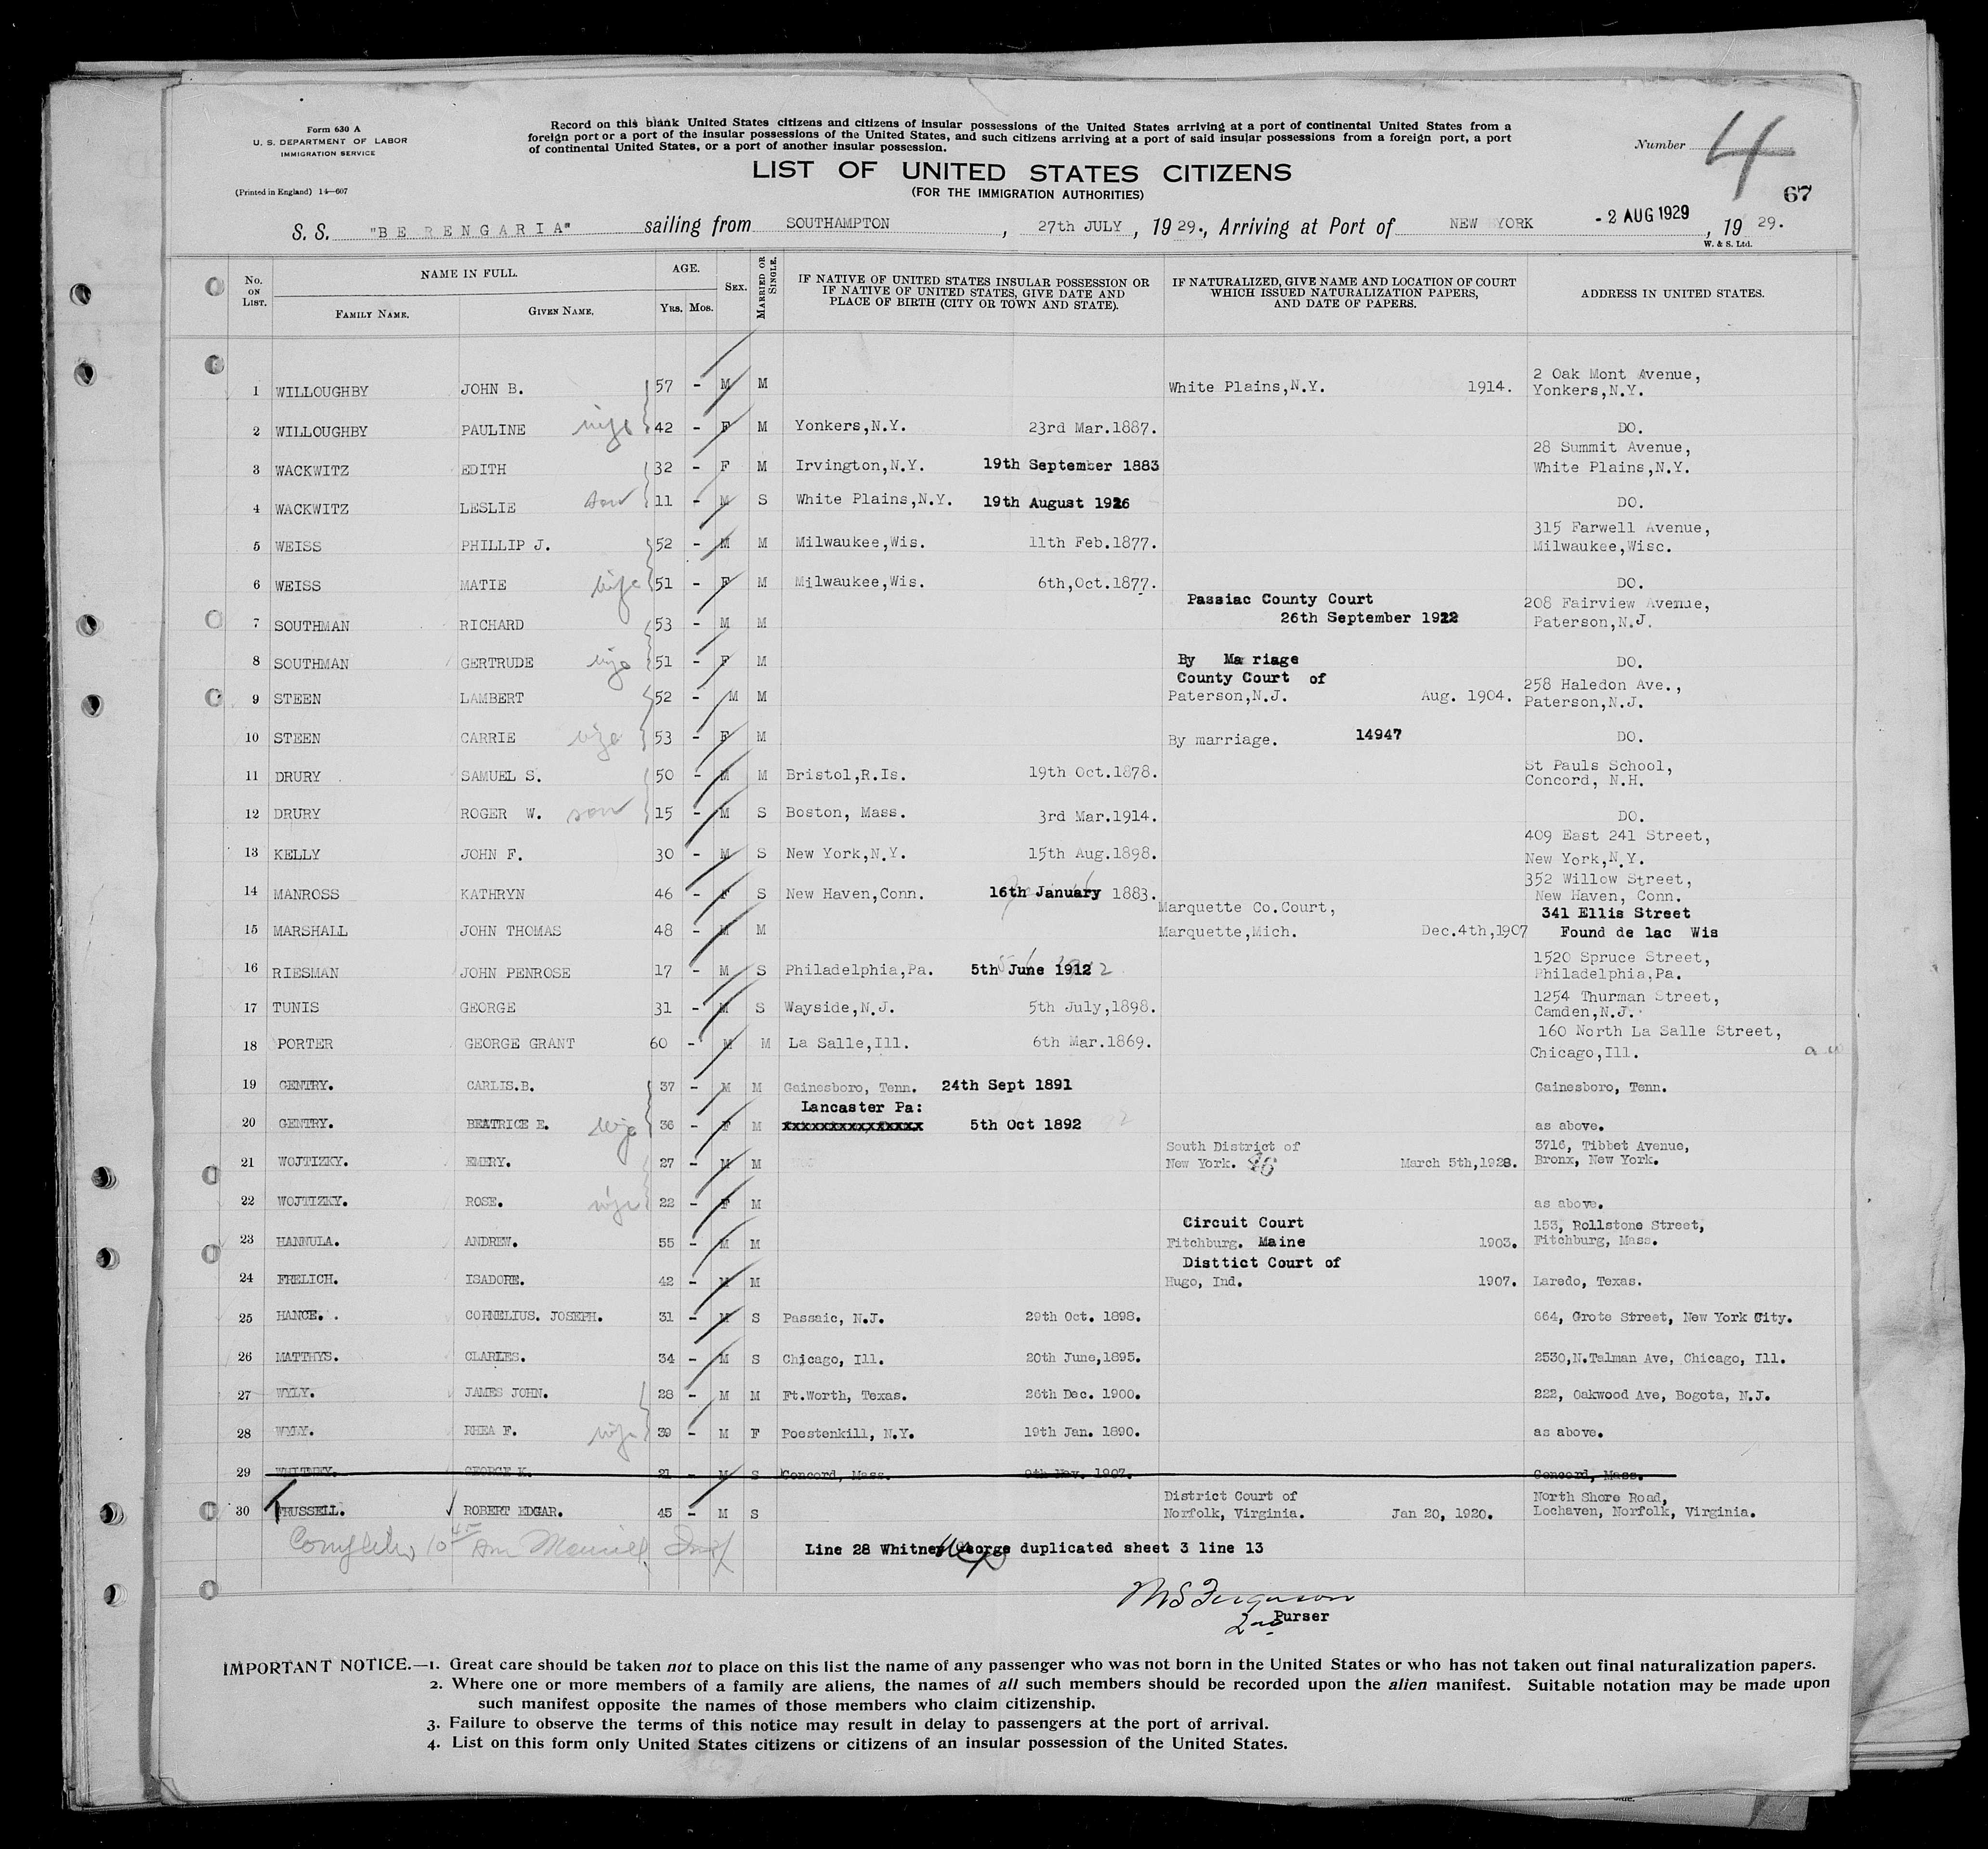 Form 630 A
U. S. DEPARTMENT OF LABOR
IMMIGRATION SERVICE
(Printed in England) 14—607
Record on this blank United States citizens and citizens of insular possessions of the United States arriving at a port of continental United States from a
foreign port or a port of the insular possessions of the United States, and such citizens arriving at a port of said insular possessions from a foreign port, a port
of continental United States, or a port of another insular possession.
Number 4
67
LIST OF UNITED STATES CITIZENS
(FOR THE IMMIGRATION AUTHORITIES)
S. S. "BERENGARIA" sailing from SOUTHAMPTON, 27th JULY, 1929., Arriving at Port of NEW YORK - 2 AUG 1929, 1929.
W. & S. Ltd.
No. ON LIST. NAME IN FULL. AGE. SEX. MARRIED OR SINGLE. IF NATIVE OF UNITED STATES INSULAR POSSESSION OR IF NATIVE OF UNITED STATES, GIVE DATE AND PLACE OF BIRTH (CITY OR TOWN AND STATE). IF NATURALIZED, GIVE NAME AND LOCATION OF COURT WHICH ISSUED NATURALIZATION PAPERS, AND DATE OF PAPERS. ADDRESS IN UNITED STATES.
FAMILY NAME. GIVEN NAME. Yrs. Mos.
1 WILLOUGHBY JOHN B. 57 - M M White Plains,N.Y. 1914. 2 Oak Mont Avenue, Yonkers,N.Y.
2 WILLOUGHBY PAULINE wife 42 - F M Yonkers,N.Y. 23rd Mar.1887. DO.
3 WACKWITZ EDITH 32 - F M Irvington,N.Y. 19th September 1883 28 Summit Avenue, White Plains,N.Y.
4 WACKWITZ LESLIE son 11 - M S White Plains,N.Y. 19th August 1926 DO.
5 WEISS PHILLIP J. 52 - M M Milwaukee,Wis. 11th Feb.1877. 315 Farwell Avenue, Milwaukee,Wisc.
6 WEISS MATIE wife 51 - F M Milwaukee,Wis. 6th,Oct.1877. DO.
7 SOUTHMAN RICHARD 53 - M M Passiac County Court 26th September 1922 208 Fairview Avenue, Paterson,N.J.
8 SOUTHMAN GERTRUDE wife 51 - F M By Ma riage DO.
9 STEEN LAMBERT 52 - M M County Court of Paterson,N.J. Aug. 1904. 258 Haledon Ave., Paterson,N.J.
10 STEEN CARRIE wife 53 - F M By marriage. 14947 DO.
11 DRURY SAMUEL S. 50 - M M Bristol,R.Is. 19th Oct.1878. St Pauls School, Concord, N.H.
12 DRURY ROGER W. son 15 - M S Boston, Mass. 3rd Mar.1914. DO.
13 KELLY JOHN F. 30 - M S New York,N.Y. 15th Aug.1898. 409 East 241 Street, New York,N.Y.
14 MANROSS KATHRYN 46 - F S New Haven,Conn. 16th January 1883. 352 Willow Street, New Haven, Conn.
15 MARSHALL JOHN THOMAS 48 - M M Marquette Co.Court, Marquette,Mich. Dec.4th,1907 341 Ellis Street Found de lac Wis
16 RIESMAN JOHN PENROSE 17 - M S Philadelphia,Pa. 5th June 1912 1520 Spruce Street, Philadelphia,Pa.
17 TUNIS GEORGE 31 - M S Wayside,N.J. 5th July,1898. 1254 Thurman Street, Camden,N.J.
18 PORTER GEORGE GRANT 60 - M M La Salle,Ill. 6th Mar.1869. 160 North La Salle Street, Chicago,Ill.
19 GENTRY. CARLIS.B. 37 - M M Gainesboro, Tenn. 24th Sept 1891 Gainesboro, Tenn.
20 GENTRY. BEATRICE E. wife 36 - F M Lancaster Pa: xxxxxxxxxxxxxxxx 5th Oct 1892 as above.
21 WOJTIZKY. EMERY. 27 - M M South District of New York. March 5th,1928. 3716, Tibbet Avenue, Bronx, New York.
22 WOJTIZKY. ROSE. wife 22 - F M as above.
23 HANNULA. ANDREW. 55 - M M Circuit Court Fitchburg. Maine 1903. 153, Rollstone Street, Fitchburg, Mass.
24 FRELICH. ISADORE. 42 - M M Disttict Court of Hugo, Ind. 1907. Laredo, Texas.
25 HANCE. CORNELIUS. JOSEPH. 31 - M S Passaic, N.J. 29th Oct. 1898. 664, Grote Street, New York City.
26 MATTHYS. CLARLES. 34 - M S Chicago, Ill. 20th June,1895. 2530,N.Telman Ave, Chicago, Ill.
27 WYLY. JAMES JOHN. 28 - M M Ft.Worth, Texas. 26th Dec. 1900. 222, Oakwood Ave, Bogota, N.J.
28 WYLY. RHEA F. wife 39 - M F Poestenkill, N.Y. 19th Jan. 1890. as above.
29 WHITNEY. GEORGE K. 21 - M S Concord, Mass. Nov. 1907. Concord, Mass.
30 TRUSSELL. ROBERT EDGAR. 45 - M S District Court of Norfolk, Virginia. Jan 20, 1920. North Shore Road, Lochaven, Norfolk, Virginia.
Line 28 Whitney George duplicated sheet 3 line 13
M S Ferguson
2nd Purser
IMPORTANT NOTICE.—1. Great care should be taken not to place on this list the name of any passenger who was not born in the United States or who has not taken out final naturalization papers.
2. Where one or more members of a family are aliens, the names of all such members should be recorded upon the alien manifest. Suitable notation may be made upon
such manifest opposite the names of those members who claim citizenship.
3. Failure to observe the terms of this notice may result in delay to passengers at the port of arrival.
4. List on this form only United States citizens or citizens of an insular possession of the United States.